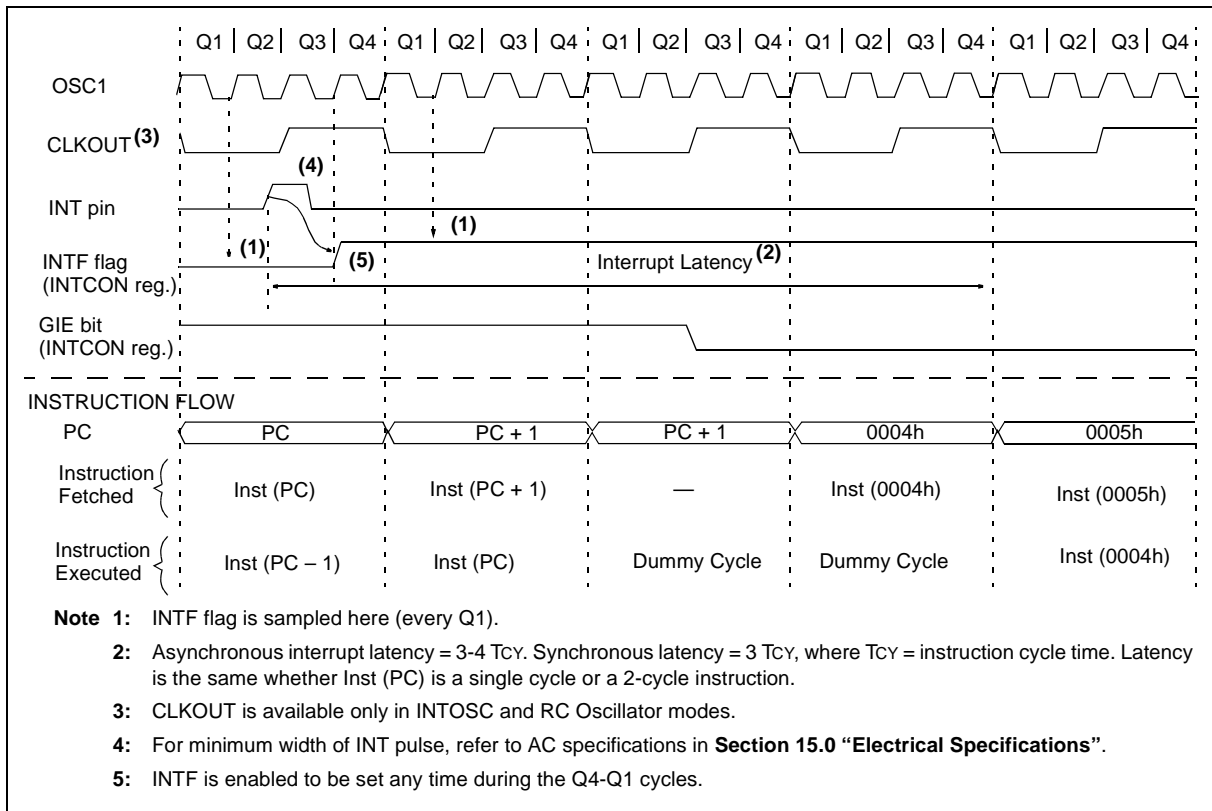 Q1 Q2 Q3 Q4 Q1 Q2 Q3 Q4 Q1 Q2 Q3 Q4 Q1 Q2 Q3 Q4 Q1 Q2 Q3 Q4
OSC1
CLKOUT (3)
(4)
INT pin
(1) (1)
INTF flag
(INTCON reg.)
(5)
Interrupt Latency (2)
GIE bit
(INTCON reg.)
INSTRUCTION FLOW
PC PC PC + 1 PC + 1 0004h 0005h
Instruction
Fetched
Inst (PC) Inst (PC + 1) — Inst (0004h) Inst (0005h)
Instruction
Executed
Inst (PC – 1) Inst (PC) Dummy Cycle Dummy Cycle Inst (0004h)
Note 1: INTF flag is sampled here (every Q1).
2: Asynchronous interrupt latency = 3-4 TCY. Synchronous latency = 3 TCY, where TCY = instruction cycle time. Latency
is the same whether Inst (PC) is a single cycle or a 2-cycle instruction.
3: CLKOUT is available only in INTOSC and RC Oscillator modes.
4: For minimum width of INT pulse, refer to AC specifications in Section 15.0 “Electrical Specifications”.
5: INTF is enabled to be set any time during the Q4-Q1 cycles.